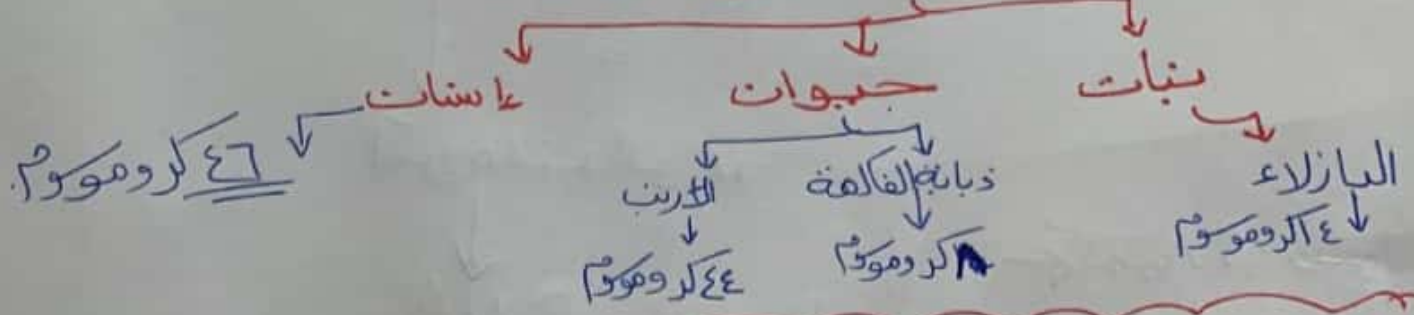 نبات حيوان إنسان
البازلاء ذبابة الفاكهة الأرنب ٤٦ كروموسوم
١٤ كروموسوم ٨ كروموسوم ٤٤ كروموسوم